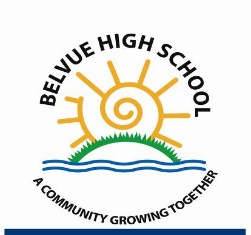 BELVUE HIGH SCHOOL
A COMMUNITY GROWING TOGETHER